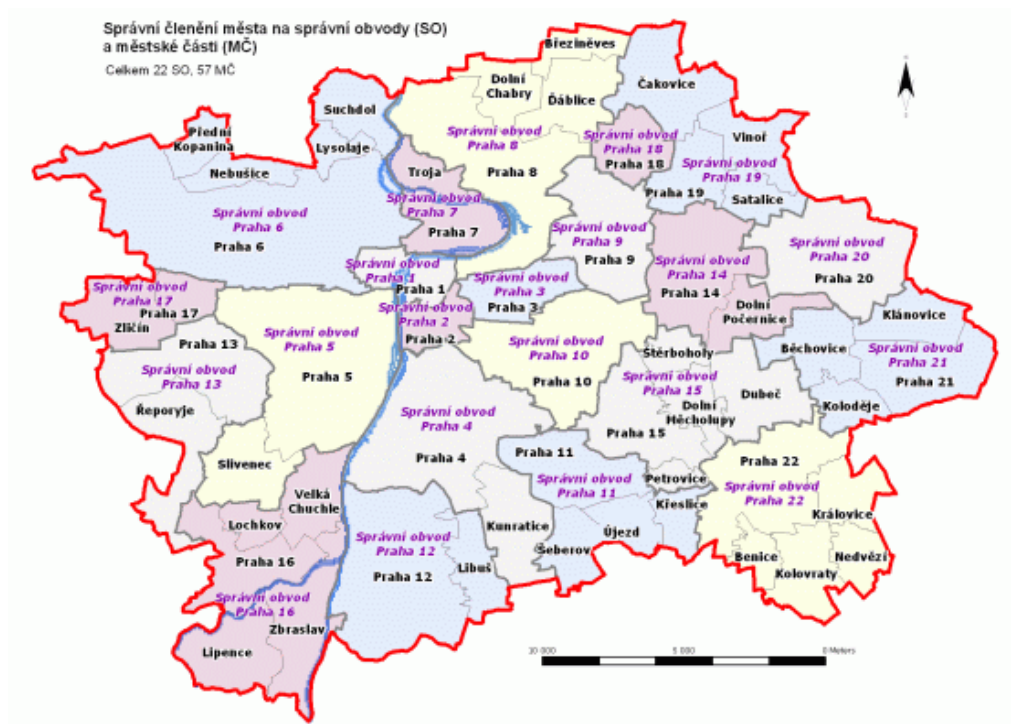 Správní členění města na správní obvody (SO)
a městské části (MČ)
Celkem 22 SO, 57 MČ
Březiněves
Dolní
Chabry
Ďáblice
Čakovice
Suchdol
Přední
Kopanina
Lysolaje
Nebušice
Správní obvod
Praha 8
Praha 8
Správní obvod
Praha 18
Praha 18
Vinoř
Správní obvod
Praha 19
Praha 19
Satalice
Troja
Správní obvod
Praha 7
Praha 7
Správní obvod
Praha 6
Praha 6
Správní obvod
Praha 9
Praha 9
Správní obvod
Praha 20
Praha 20
Správní obvod
Praha 14
Praha 14
Správní obvod
Praha 1
Praha 1
Správní obvod
Praha 3
Praha 3
Správní obvod
Praha 17
Praha 17
Zličín
Správní obvod
Praha 2
Praha 2
Dolní
Počernice
Klánovice
Správní obvod
Praha 5
Praha 5
Praha 13
Správní obvod
Praha 13
Správní obvod
Praha 10
Praha 10
Štěrboholy
Běchovice
Správní obvod
Praha 21
Praha 21
Řeporyje
Správní obvod
Praha 15
Praha 15
Dubeč
Dolní
Měcholupy
Koloděje
Správní obvod
Praha 4
Praha 4
Slivenec
Praha 11
Správní obvod
Praha 11
Petrovice
Praha 22
Správní obvod
Praha 22
Velká
Chuchle
Křeslice
Královice
Lochkov
Kunratice
Újezd
Správní obvod
Praha 12
Praha 12
Šeberov
Libuš
Benice
Nedvězí
Kolovraty
Praha 16
Správní obvod
Praha 16
Zbraslav
Lipence
10 000
5 000
0 Meters